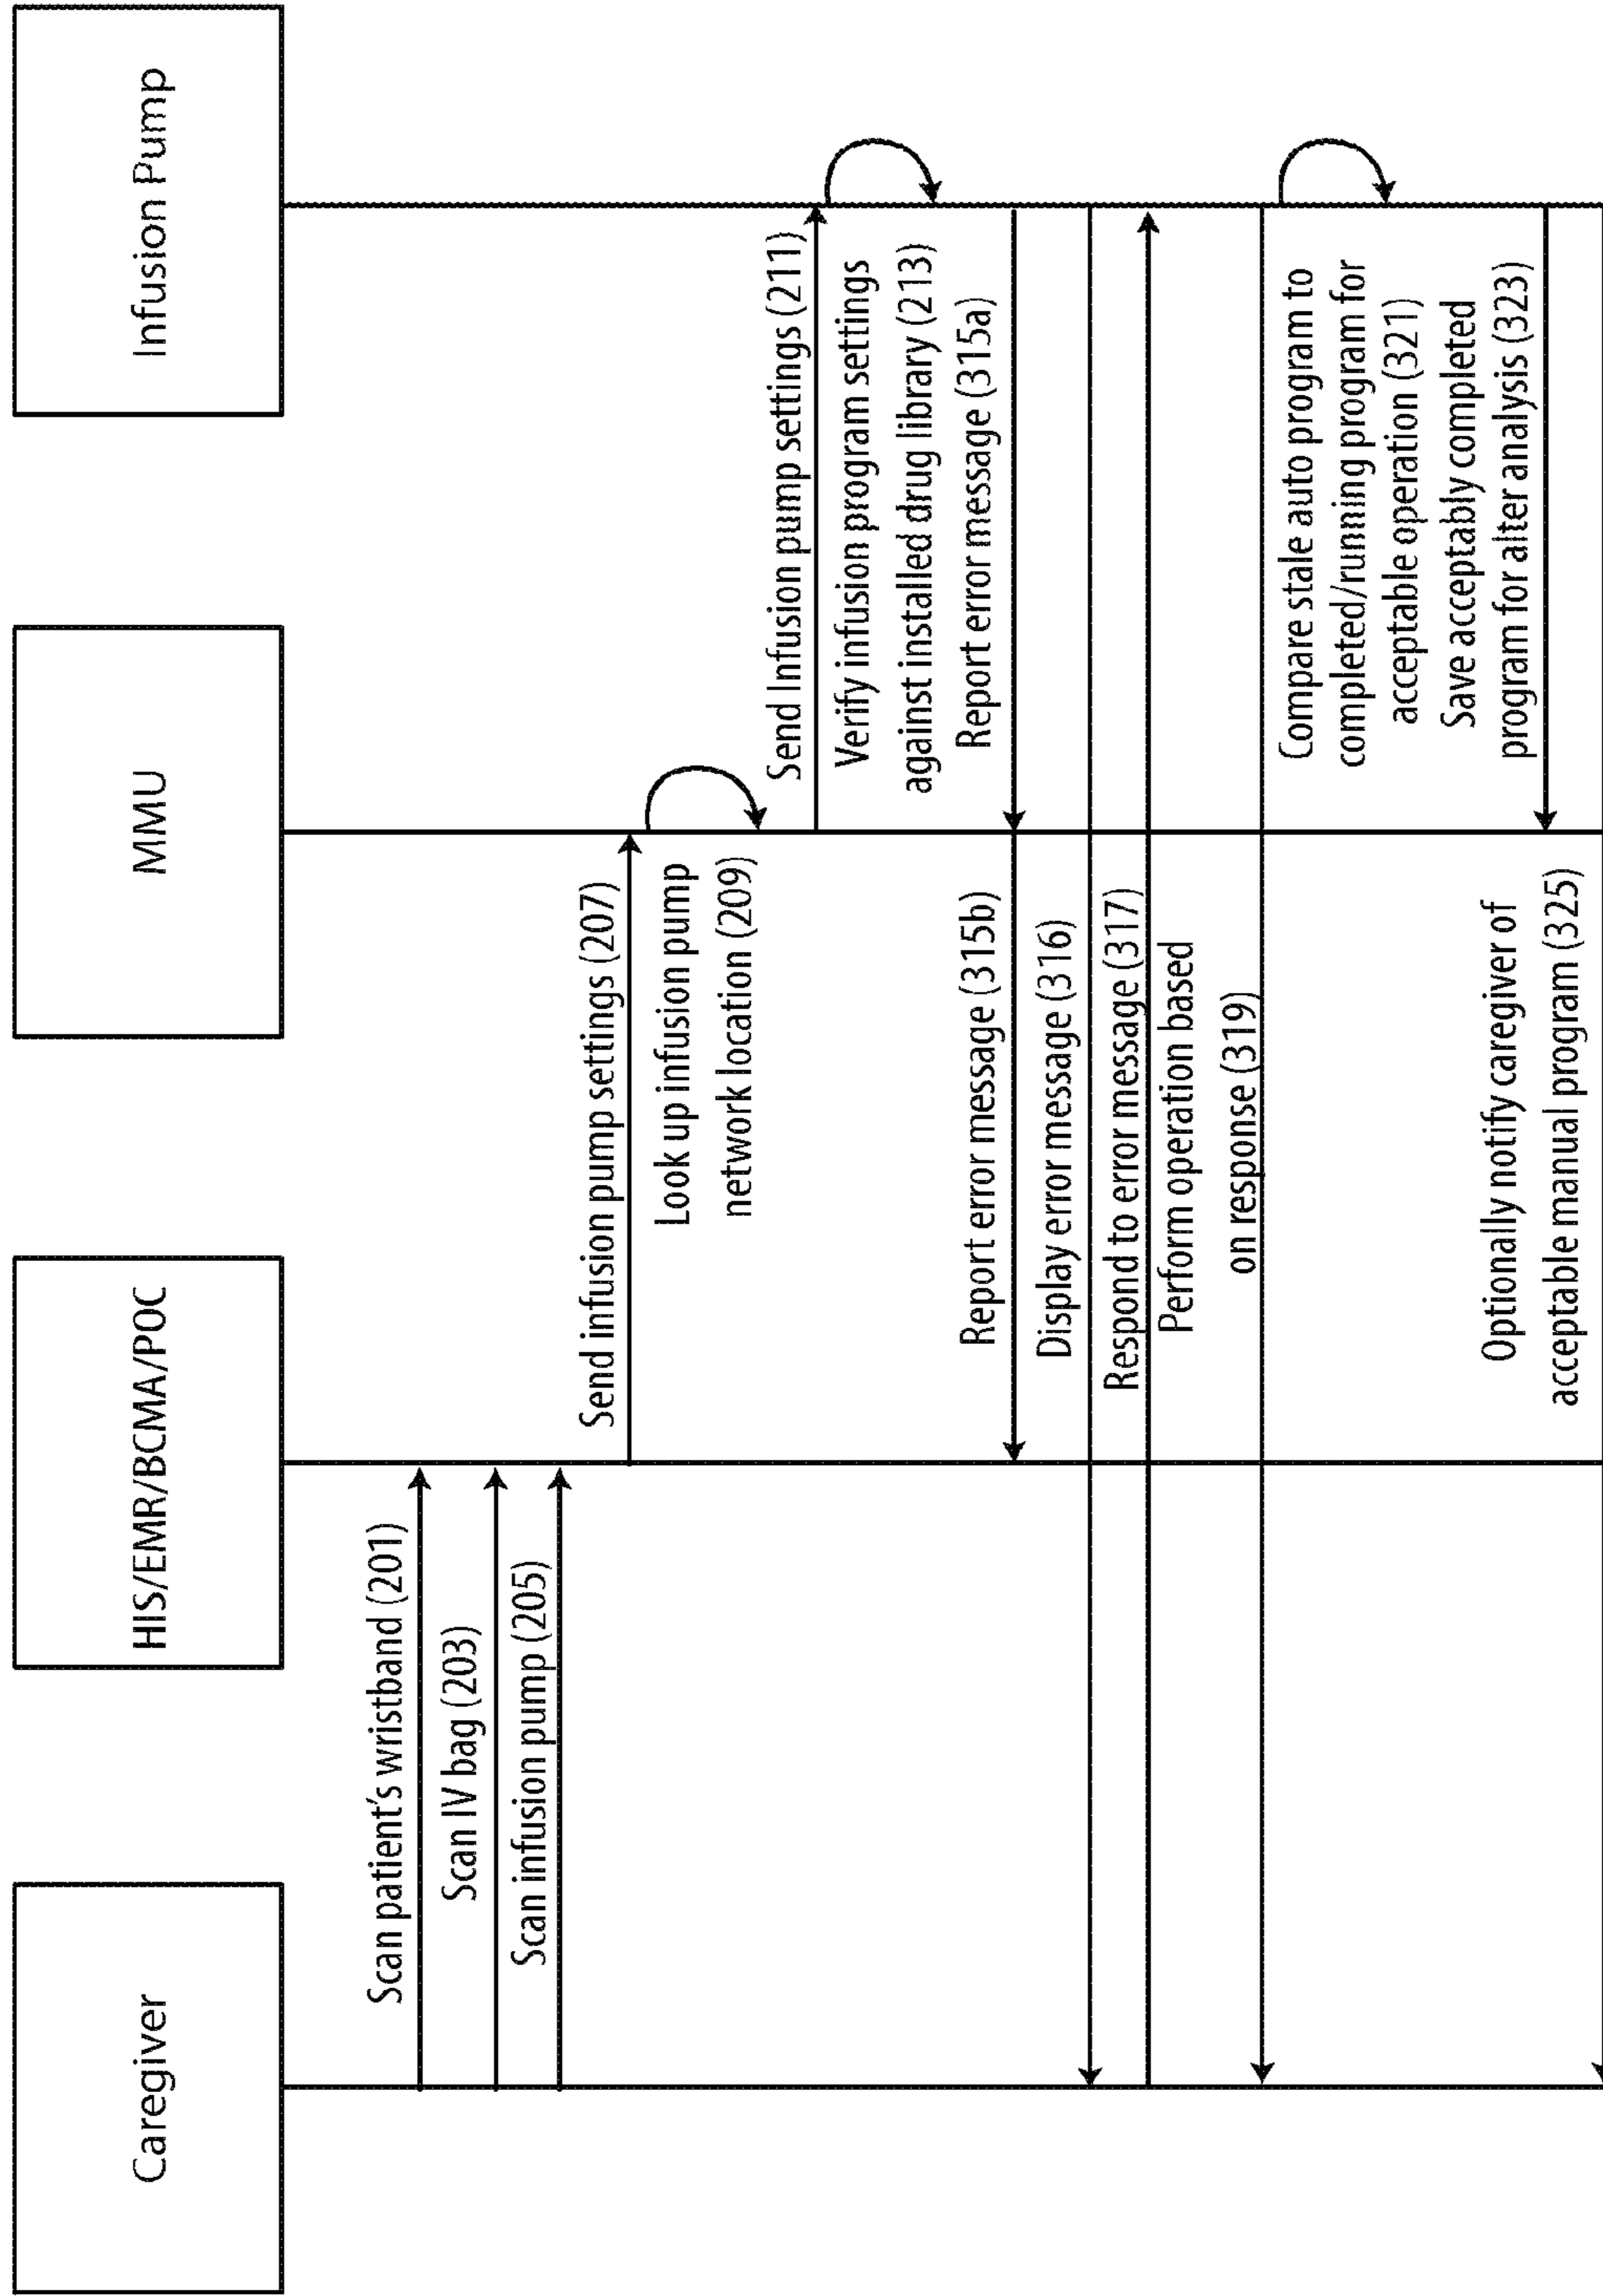 Caregiver
HIS/EMR/BCMA/POC
MMU
Infusion Pump
Scan patient's wristband (201)
Scan IV bag (203)
Scan infusion pump (205)
Send infusion pump settings (207)
Look up infusion pump
network location (209)
Send Infusion pump settings (211)
Verify infusion program settings
against installed drug library (213)
Report error message (315a)
Report error message (315b)
Display error message (316)
Respond to error message (317)
Perform operation based
on response (319)
Compare stale auto program to
completed/running program for
acceptable operation (321)
Save acceptably completed
program for alter analysis (323)
Optionally notify caregiver of
acceptable manual program (325)